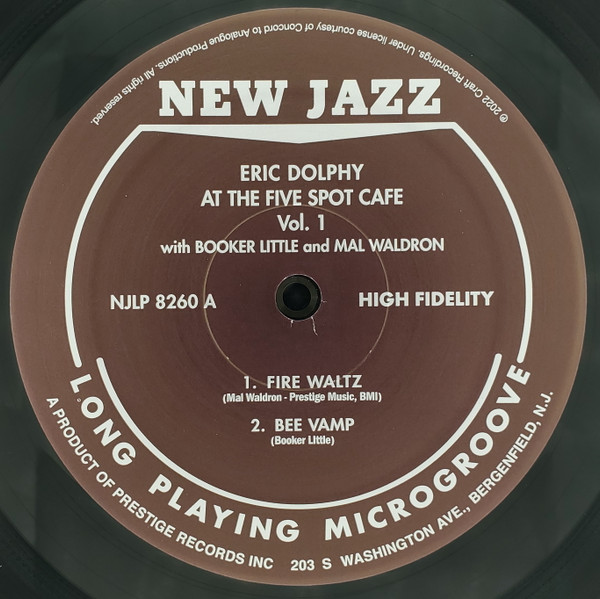 ℗2022 Craft Recordings. Under license courtesy of Concord to Analogue Productions. All rights reserved.
NEW JAZZ
ERIC DOLPHY
AT THE FIVE SPOT CAFE
Vol. 1
with BOOKER LITTLE and MAL WALDRON
NJLP 8260 A
HIGH FIDELITY
1. FIRE WALTZ
(Mal Waldron - Prestige Music, BMI)
2. BEE VAMP
(Booker Little)
LONG PLAYING MICROGROOVE
A PRODUCT OF PRESTIGE RECORDS INC 203 S WASHINGTON AVE., BERGENFIELD, N.J.